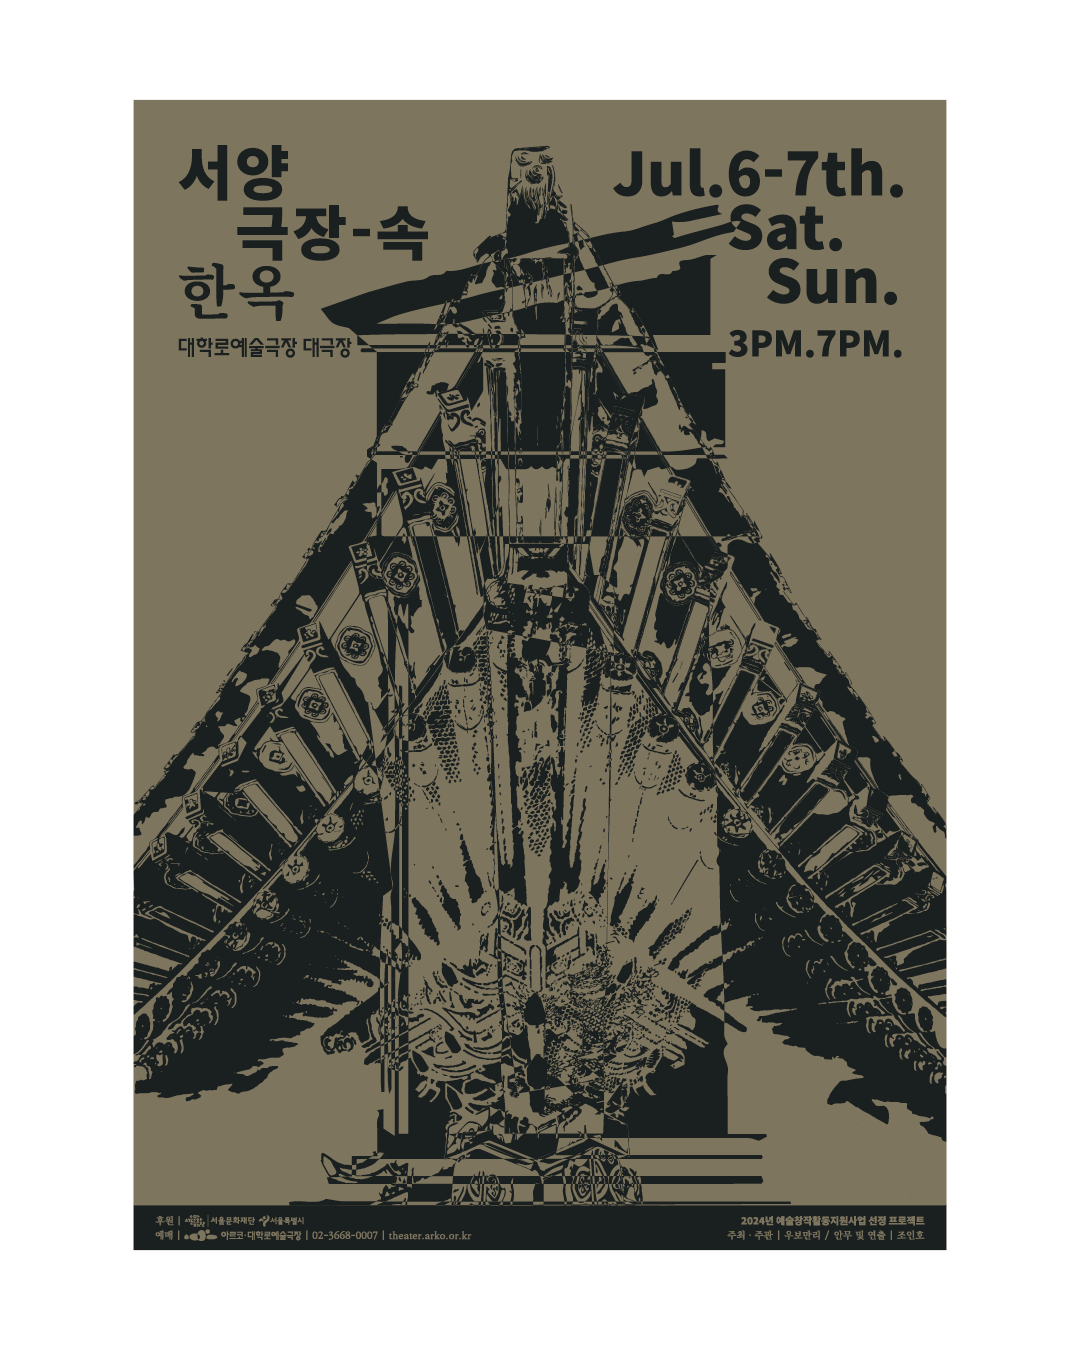 서양
극장-속
한옥
대학로예술극장 대극장
Jul.6-7th.
Sat.
Sun.
3PM.7PM.
후원 | 서울문화재단 서울특별시
예매 | 아르코·대학로예술극장 | 02-3668-0007 | theater.arko.or.kr
2024년 예술창작활동지원사업 선정 프로젝트
주최·주관 | 우보만리 / 안무 및 연출 | 조인호